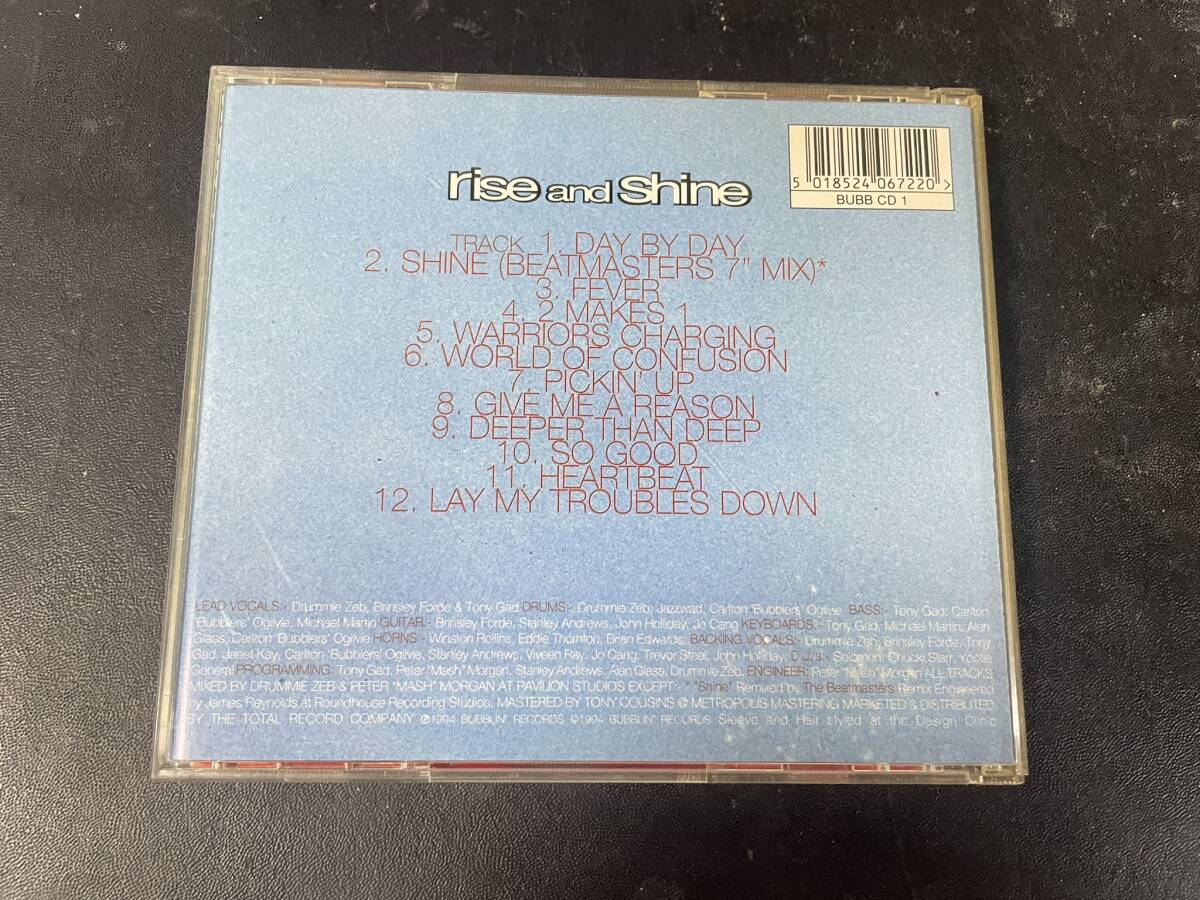 rise and shine
5 018524 067220 >
BUBB CD 1
TRACK 1. DAY BY DAY
2. SHINE (BEATMASTERS 7" MIX)*
3. FEVER
4. 2 MAKES 1
5. WARRIORS CHARGING
6. WORLD OF CONFUSION
7. PICKIN' UP
8. GIVE ME A REASON
9. DEEPER THAN DEEP
10. SO GOOD
11. HEARTBEAT
12. LAY MY TROUBLES DOWN
LEAD VOCALS:- Drummie Zeb, Brinsley Forde & Tony Gad DRUMS:- Drummie Zeb, Jazzwad, Carlton 'Bubblers' Ogilvie BASS:- Tony Gad, Carlton
'Bubblers' Ogilvie, Michael Martin GUITAR:- Brinsley Forde, Stanley Andrews, John Holliday, Jo Cang KEYBOARDS:- Tony Gad, Michael Martin, Alan
Glass, Carlton 'Bubblers' Ogilvie HORNS:- Winston Rollins, Eddie Thornton, Brian Edwards, BACKING VOCALS:- Drummie Zeb, Brinsley Forde, Tony
Gad, Janet Kay, Carlton 'Bubblers' Ogilvie, Stanley Andrews, Viveen Ray, Jo Cang, Trevor Steel, John Holliday D.J.'s:- Solomon, Chucki Starr, Yootie
General PROGRAMMING: Tony Gad, Peter "Mash" Morgan, Stanley Andrews, Alan Glass, Drummie Zeb, ENGINEER: Peter "Mash" Morgan ALL TRACKS
MIXED BY DRUMMIE ZEB & PETER "MASH" MORGAN AT PAVILION STUDIOS EXCEPT:- * "Shine" Remixed by The Beatmasters Remix Engineered
by James Reynolds at Roundhouse Recording Studios. MASTERED BY TONY COUSINS @ METROPOLIS MASTERING MARKETED & DISTRIBUTED
BY THE TOTAL RECORD COMPANY ℗1994 BUBBLIN' RECORDS ©1994 BUBBLIN' RECORDS Sleeve and Hair styled at the Design Clinic